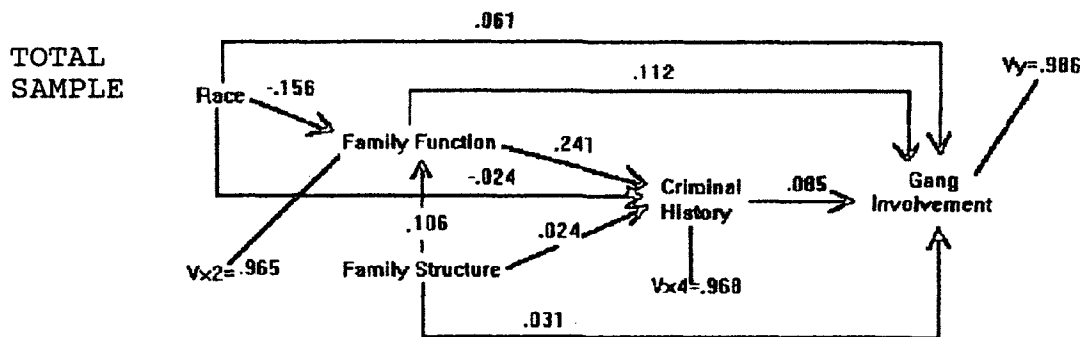 .061
TOTAL
SAMPLE
.112
Vy=.986
Race
-.156
Family Function
.241
-.024
Criminal
History
.085
Gang
Involvement
.106
.024
Vx2=.965
Family Structure
Vx4=.968
.031